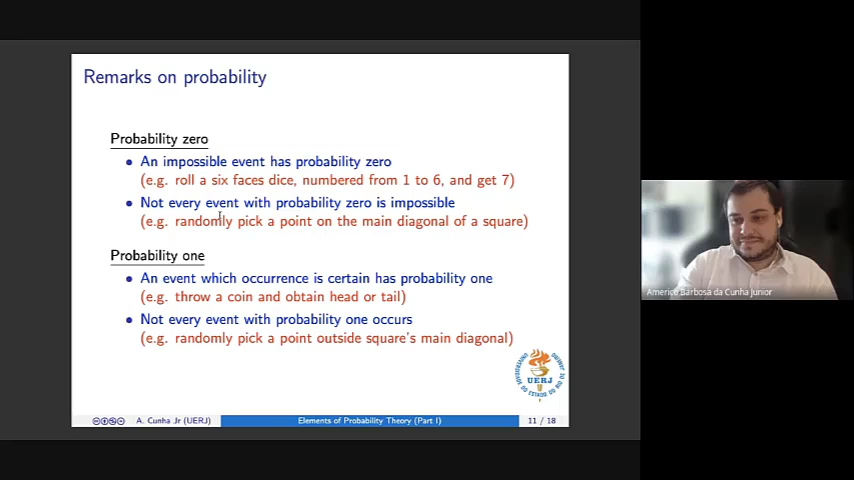 Remarks on probability
Probability zero
• An impossible event has probability zero
(e.g. roll a six faces dice, numbered from 1 to 6, and get 7)
• Not every event with probability zero is impossible
(e.g. randomly pick a point on the main diagonal of a square)
Probability one
• An event which occurrence is certain has probability one
(e.g. throw a coin and obtain head or tail)
• Not every event with probability one occurs
(e.g. randomly pick a point outside square's main diagonal)
UERJ
A. Cunha Jr (UERJ)
Elements of Probability Theory (Part I)
11 / 18
Americo Barbosa da Cunha Junior